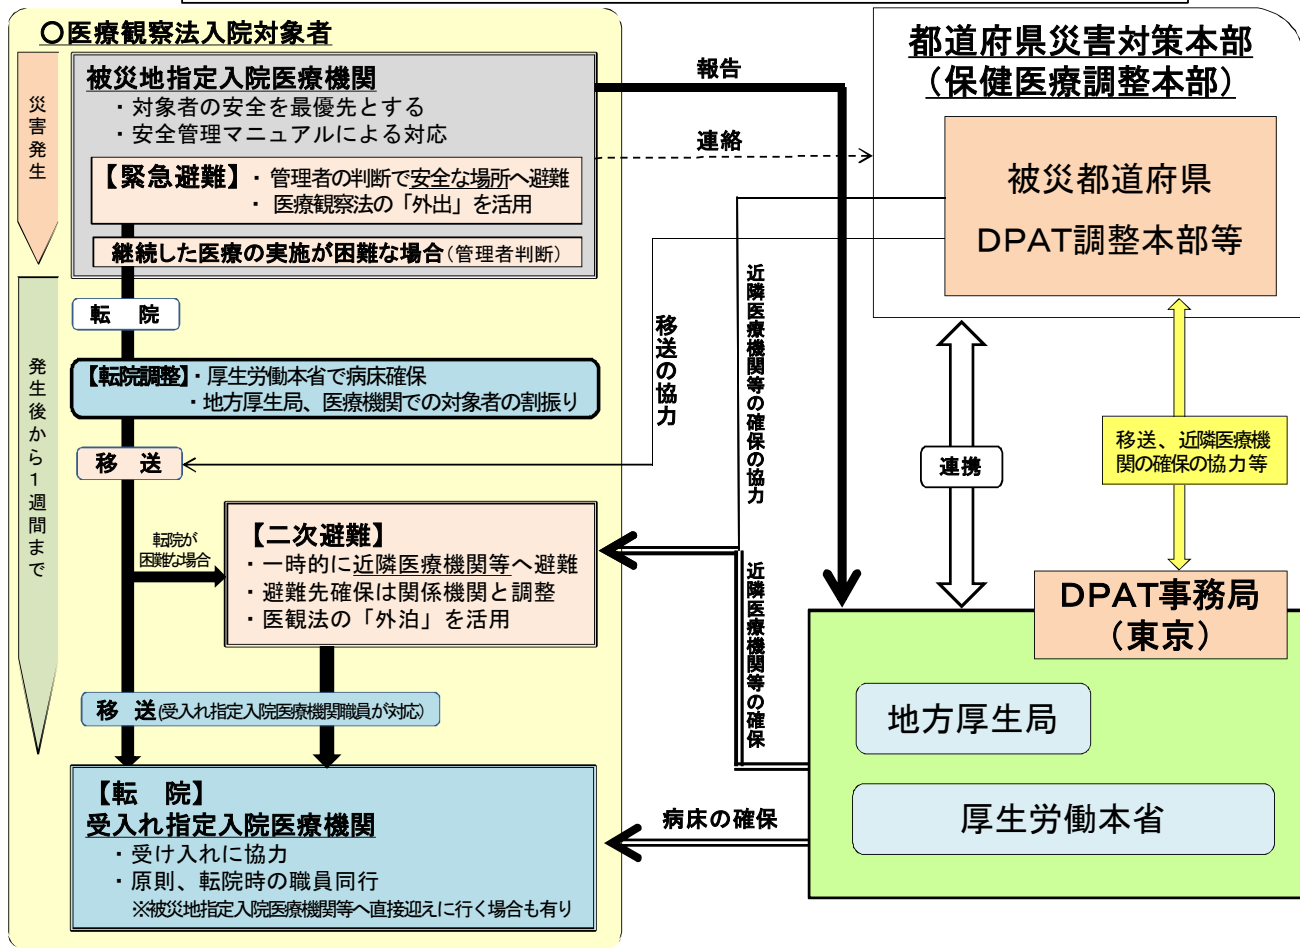 ○医療観察法入院対象者
災害発生
被災地指定入院医療機関
・対象者の安全を最優先とする
・安全管理マニュアルによる対応
【緊急避難】・管理者の判断で安全な場所へ避難
・医療観察法の「外出」を活用
継続した医療の実施が困難な場合(管理者判断)
発生後から1週間まで
転　院
【転院調整】・厚生労働本省で病床確保
・地方厚生局、医療機関での対象者の割振り
移　送
転院が
困難な場合
【二次避難】
・一時的に近隣医療機関等へ避難
・避難先確保は関係機関と調整
・医観法の「外泊」を活用
移　送(受入れ指定入院医療機関職員が対応)
【転　院】
受入れ指定入院医療機関
・受け入れに協力
・原則、転院時の職員同行
※被災地指定入院医療機関等へ直接迎えに行く場合も有り
報告
連絡
移送の協力
近隣医療機関等の確保の協力
近隣医療機関等の確保
病床の確保
都道府県災害対策本部
(保健医療調整本部)
被災都道府県
DPAT調整本部等
連携
移送、近隣医療機
関の確保の協力等
DPAT事務局
(東京)
地方厚生局
厚生労働本省